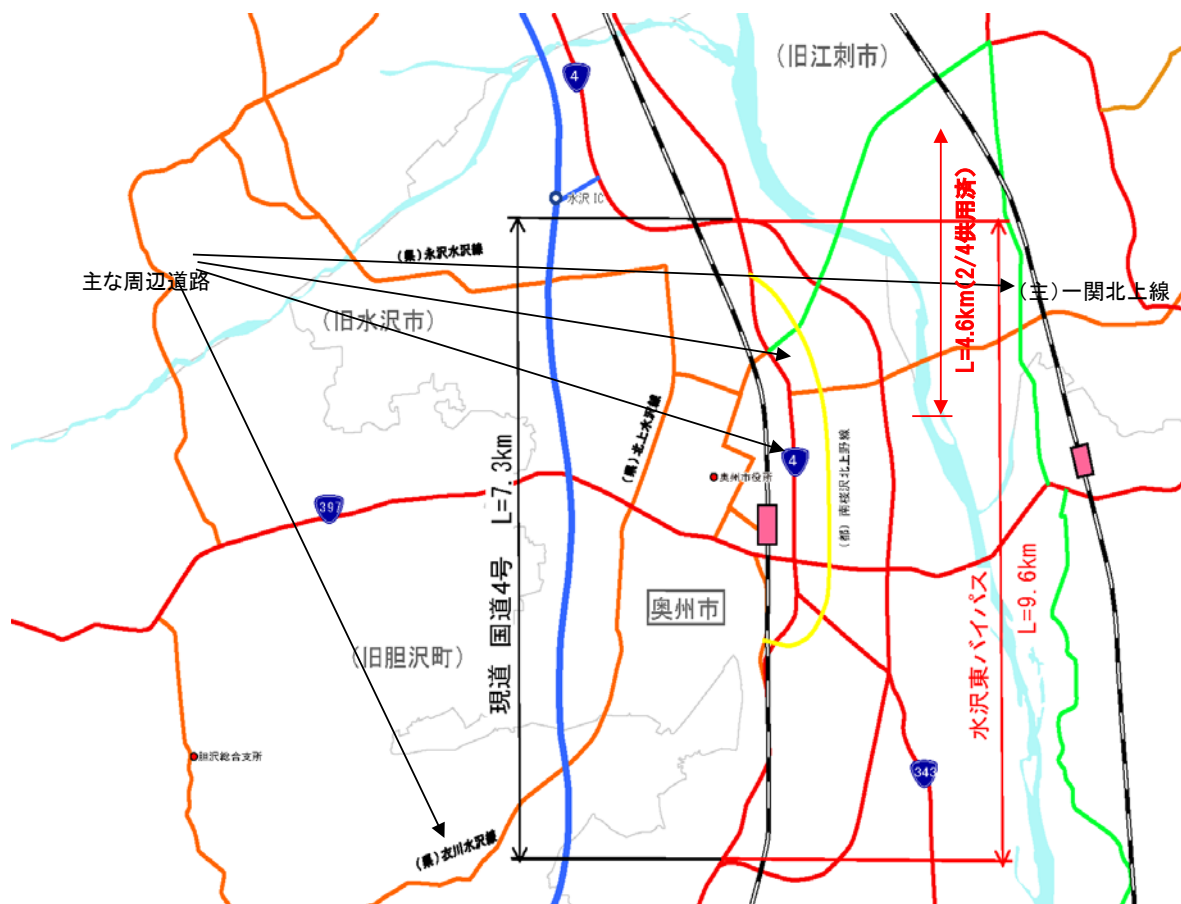 (旧江刺市)
4
水沢 IC
(県)永沢水沢線
主な周辺道路
(主)一関北上線
(旧水沢市)
L=4.6km(2/4供用済)
(県)北上水沢線
4
奥州市役所
397
(都)南桜沢北上野線
現道 国道4号 L=7.3km
奥州市
水沢東バイパス
L=9.6km
(旧胆沢町)
胆沢総合支所
343
(県)衣川水沢線